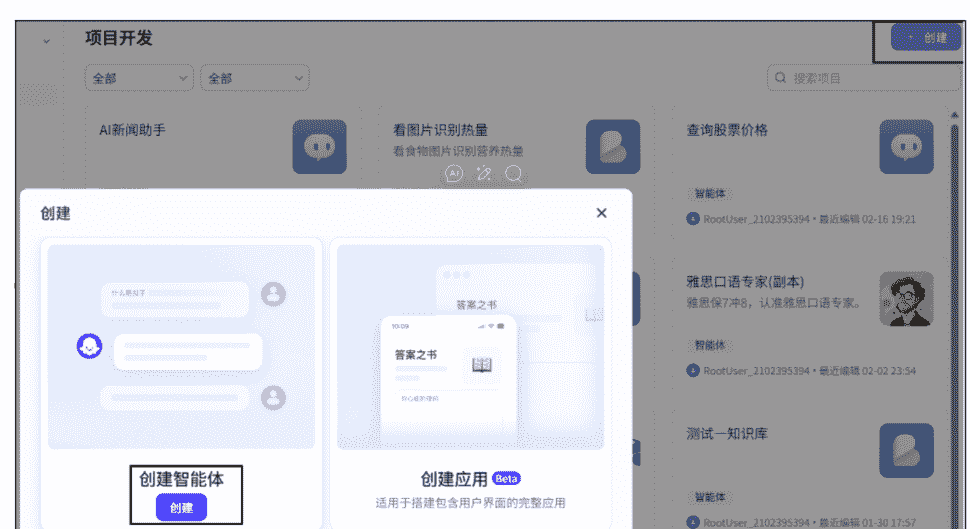 项目开发
+ 创建
全部
全部
搜索项目
AI新闻助手
看图片识别热量
看食物图片识别营养热量
查询股票价格
智能体
RootUser_2102395394 • 最近编辑 02-16 19:21
AI
创建
什么是扣子
答案之书
10:09
答案之书
雅思口语专家(副本)
雅思保7冲8，认准雅思口语专家。
智能体
RootUser_2102395394 • 最近编辑 02-02 23:54
测试一知识库
智能体
RootUser_2102395394 • 最近编辑 01-30 17:57
创建智能体
创建
创建应用 Beta
适用于搭建包含用户界面的完整应用